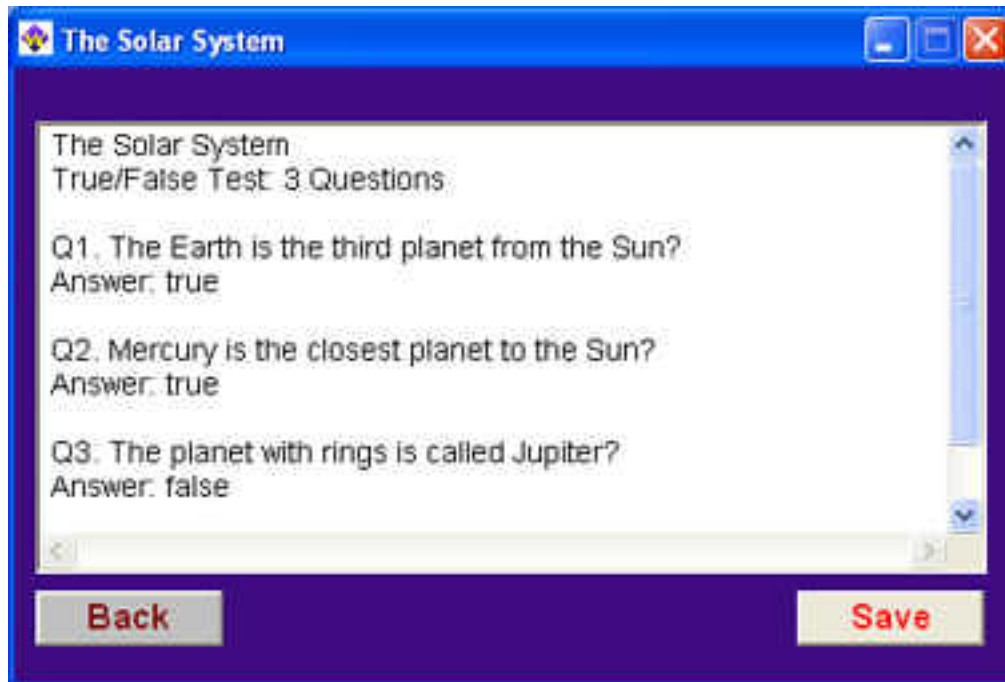 The Solar System
The Solar System
True/False Test: 3 Questions
Q1. The Earth is the third planet from the Sun?
Answer: true
Q2. Mercury is the closest planet to the Sun?
Answer: true
Q3. The planet with rings is called Jupiter?
Answer: false
Back
Save